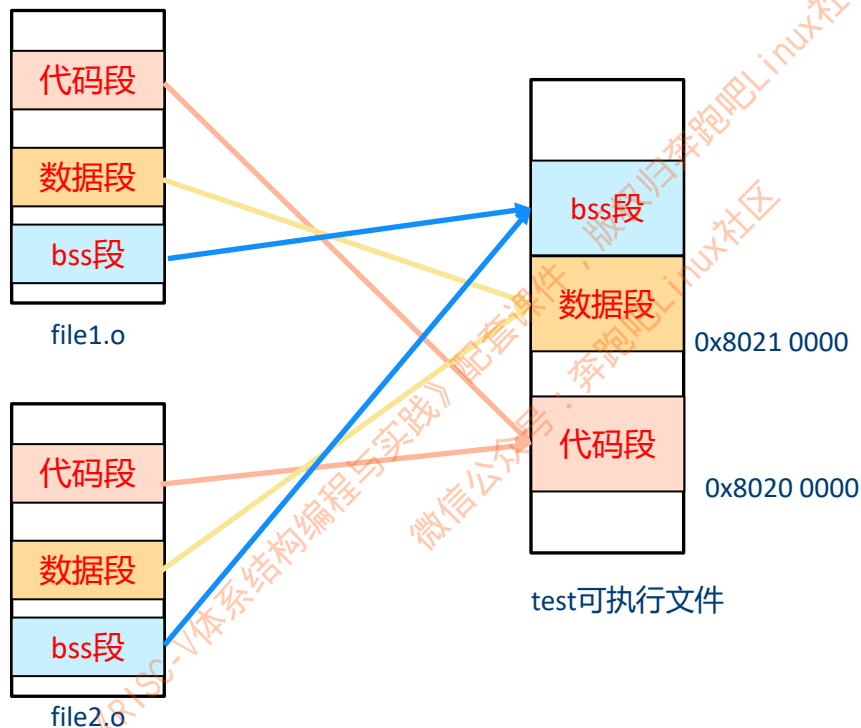 代码段
数据段
bss段
file1.o
代码段
数据段
bss段
file2.o
bss段
数据段
0x8021 0000
代码段
0x8020 0000
test可执行文件
RISC-V体系结构编程与实践》配套课件，版权归奔跑吧Linux社
微信公众号：奔跑吧Linux社区